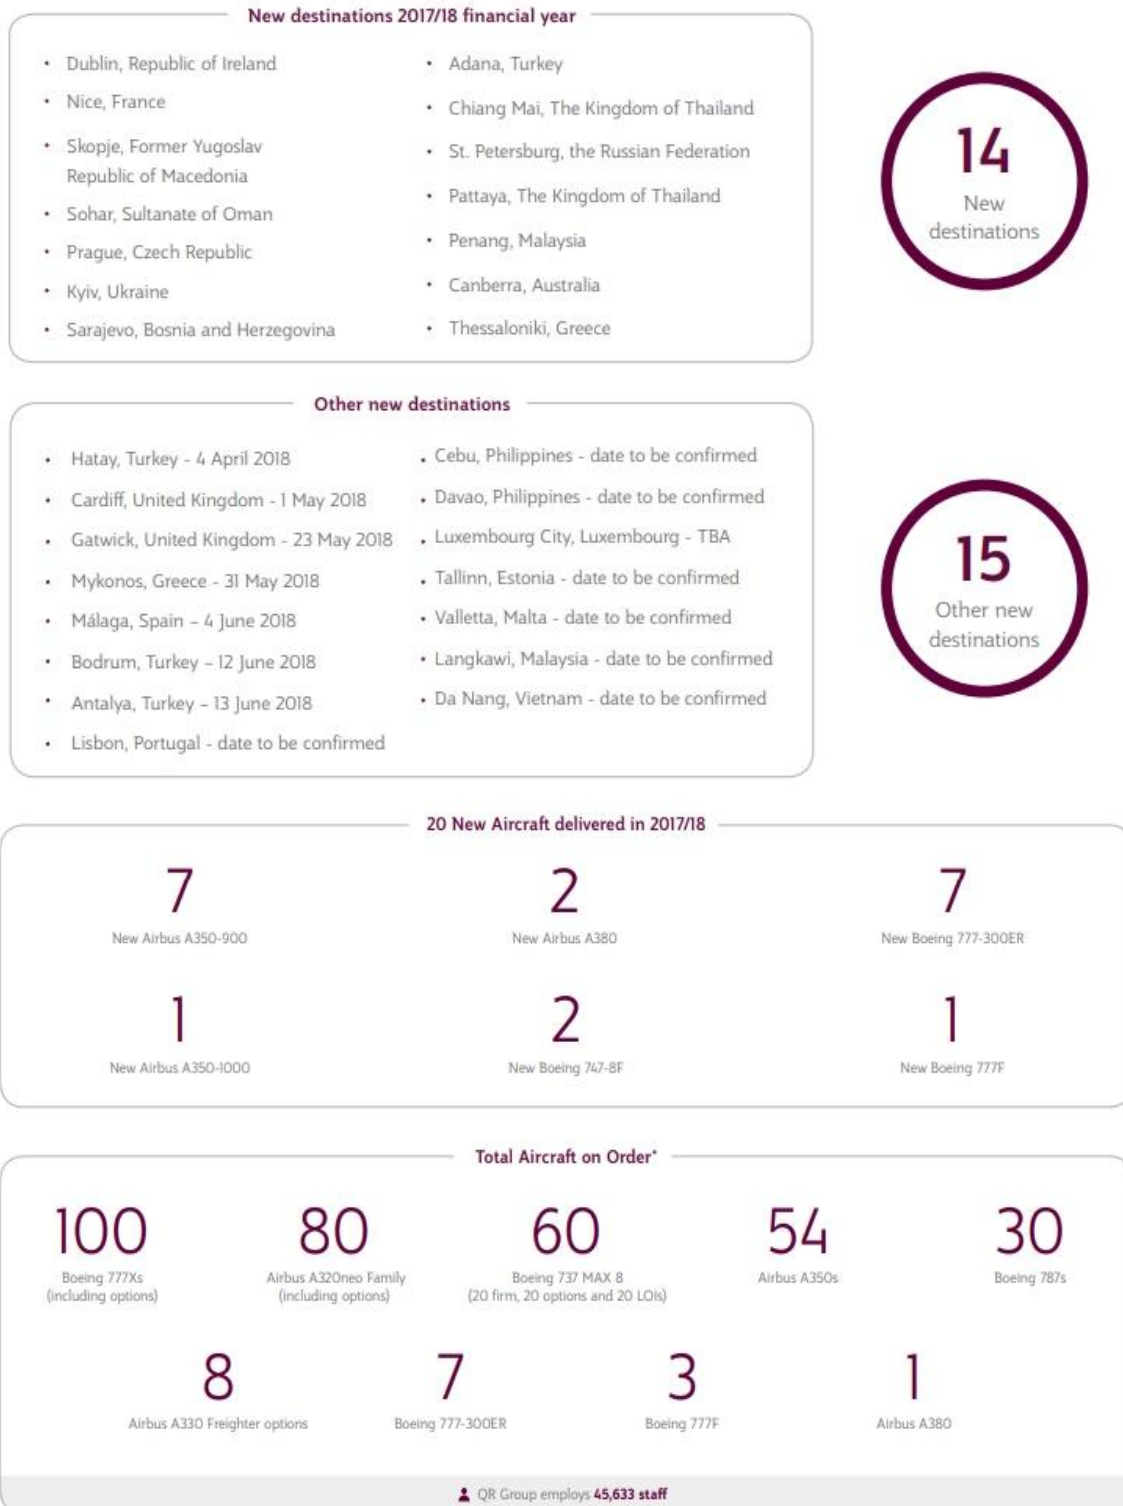 New destinations 2017/18 financial year
• Dublin, Republic of Ireland
• Nice, France
• Skopje, Former Yugoslav
Republic of Macedonia
• Sohar, Sultanate of Oman
• Prague, Czech Republic
• Kyiv, Ukraine
• Sarajevo, Bosnia and Herzegovina
• Adana, Turkey
• Chiang Mai, The Kingdom of Thailand
• St. Petersburg, the Russian Federation
• Pattaya, The Kingdom of Thailand
• Penang, Malaysia
• Canberra, Australia
• Thessaloniki, Greece
14
New
destinations
Other new destinations
• Hatay, Turkey - 4 April 2018
• Cardiff, United Kingdom - 1 May 2018
• Gatwick, United Kingdom - 23 May 2018
• Mykonos, Greece - 31 May 2018
• Málaga, Spain – 4 June 2018
• Bodrum, Turkey – 12 June 2018
• Antalya, Turkey – 13 June 2018
• Lisbon, Portugal - date to be confirmed
• Cebu, Philippines - date to be confirmed
• Davao, Philippines - date to be confirmed
• Luxembourg City, Luxembourg - TBA
• Tallinn, Estonia - date to be confirmed
• Valletta, Malta - date to be confirmed
• Langkawi, Malaysia - date to be confirmed
• Da Nang, Vietnam - date to be confirmed
15
Other new
destinations
20 New Aircraft delivered in 2017/18
7
New Airbus A350-900
2
New Airbus A380
7
New Boeing 777-300ER
1
New Airbus A350-1000
2
New Boeing 747-8F
1
New Boeing 777F
Total Aircraft on Order*
100
Boeing 777Xs
(including options)
80
Airbus A320neo Family
(including options)
60
Boeing 737 MAX 8
(20 firm, 20 options and 20 LOIs)
54
Airbus A350s
30
Boeing 787s
8
Airbus A330 Freighter options
7
Boeing 777-300ER
3
Boeing 777F
1
Airbus A380
QR Group employs 45,633 staff